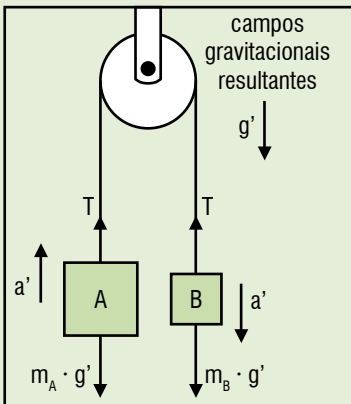 campos
gravitacionais
resultantes
g’
T
T
a’
A
B
a’
m_A · g’
m_B · g’